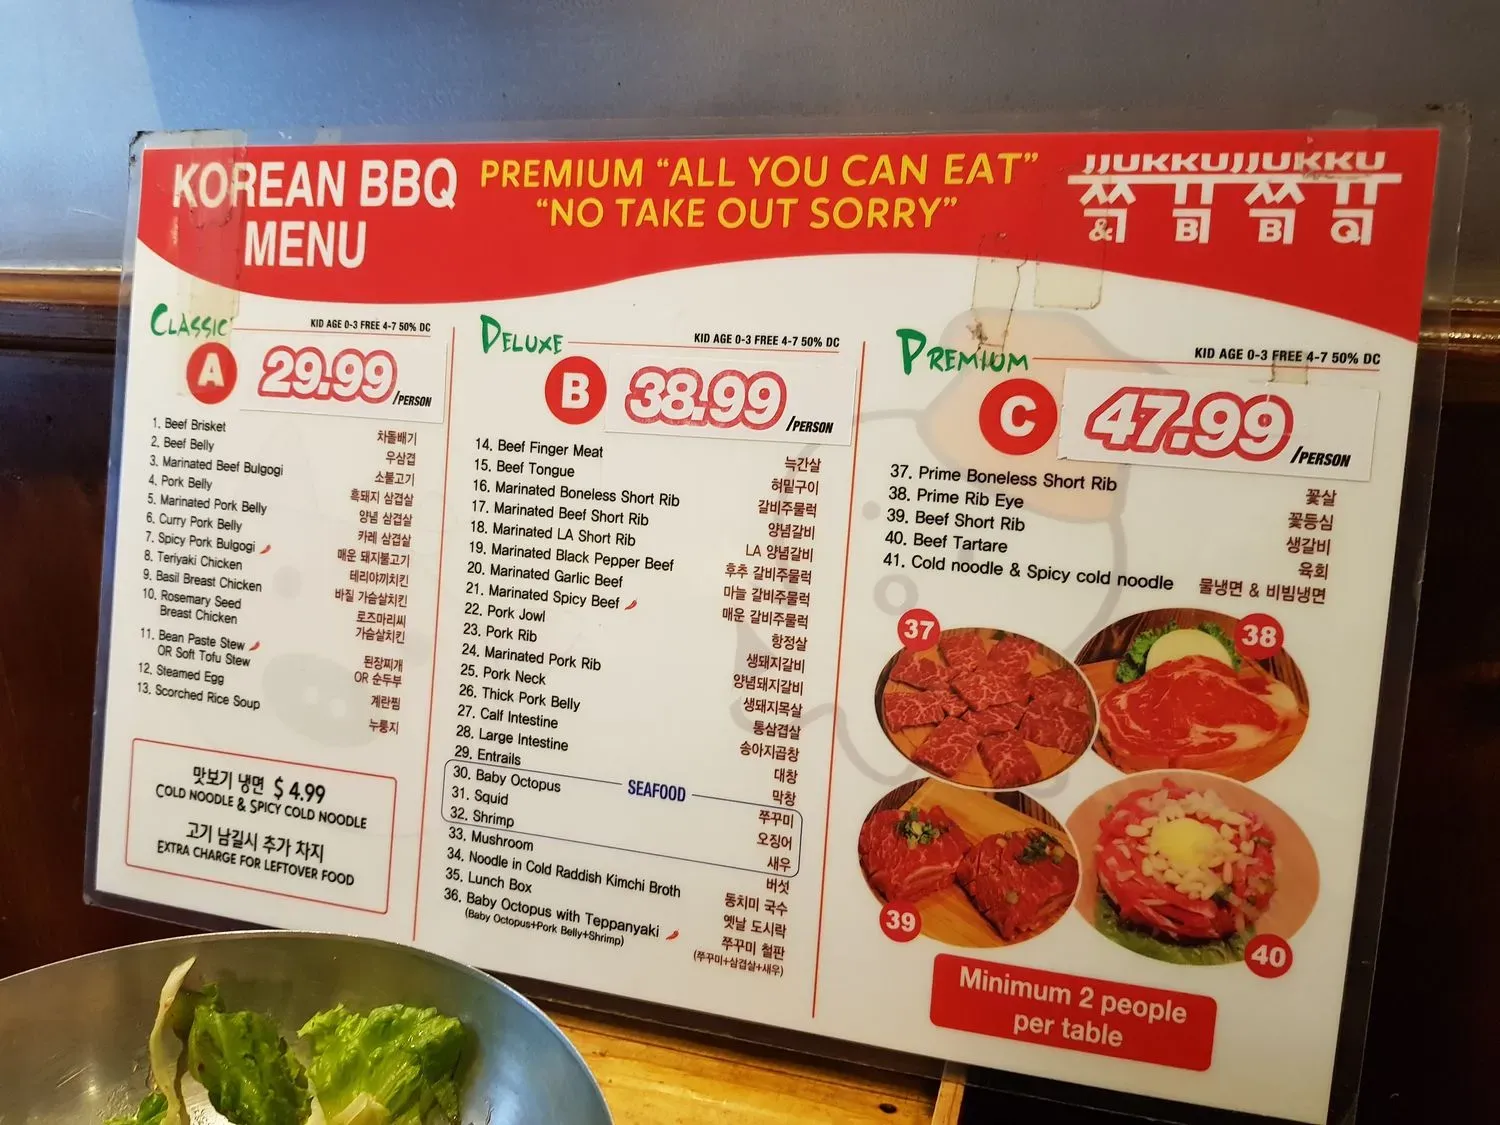 KOREAN BBQ
MENU
PREMIUM “ALL YOU CAN EAT”
“NO TAKE OUT SORRY”
JJUKKUJJUKKU
쭉 쭈 쭉 쭈
& B B Q
CLASSIC
KID AGE 0-3 FREE 4-7 50% DC
A 29.99 /PERSON
1. Beef Brisket 차돌배기
2. Beef Belly 우삼겹
3. Marinated Beef Bulgogi 소불고기
4. Pork Belly 흑돼지 삼겹살
5. Marinated Pork Belly 양념 삼겹살
6. Curry Pork Belly 카레 삼겹살
7. Spicy Pork Bulgogi 매운 돼지불고기
8. Teriyaki Chicken 테리야끼치킨
9. Basil Breast Chicken 바질 가슴살치킨
10. Rosemary Seed 로즈마리씨
Breast Chicken 가슴살치킨
11. Bean Paste Stew 된장찌개
OR Soft Tofu Stew OR 순두부
12. Steamed Egg 계란찜
13. Scorched Rice Soup 누룽지
맛보기 냉면 $ 4.99
COLD NOODLE & SPICY COLD NOODLE
고기 남길시 추가 차지
EXTRA CHARGE FOR LEFTOVER FOOD
DELUXE
KID AGE 0-3 FREE 4-7 50% DC
B 38.99 /PERSON
14. Beef Finger Meat 늑간살
15. Beef Tongue 혀밑구이
16. Marinated Boneless Short Rib 갈비주물럭
17. Marinated Beef Short Rib 양념갈비
18. Marinated LA Short Rib LA 양념갈비
19. Marinated Black Pepper Beef 후추 갈비주물럭
20. Marinated Garlic Beef 마늘 갈비주물럭
21. Marinated Spicy Beef 매운 갈비주물럭
22. Pork Jowl 항정살
23. Pork Rib 생돼지갈비
24. Marinated Pork Rib 양념돼지갈비
25. Pork Neck 생돼지목살
26. Thick Pork Belly 통삼겹살
27. Calf Intestine 송아지곱창
28. Large Intestine 대창
29. Entrails 막창
SEAFOOD
30. Baby Octopus 쭈꾸미
31. Squid 오징어
32. Shrimp 새우
33. Mushroom 버섯
34. Noodle in Cold Raddish Kimchi Broth 동치미 국수
35. Lunch Box 옛날 도시락
36. Baby Octopus with Teppanyaki 쭈꾸미 철판
(Baby Octopus+Pork Belly+Shrimp) (쭈꾸미+삼겹살+새우)
PREMIUM
KID AGE 0-3 FREE 4-7 50% DC
C 47.99 /PERSON
37. Prime Boneless Short Rib 꽃살
38. Prime Rib Eye 꽃등심
39. Beef Short Rib 생갈비
40. Beef Tartare 육회
41. Cold noodle & Spicy cold noodle 물냉면 & 비빔냉면
37
38
39
40
Minimum 2 people
per table